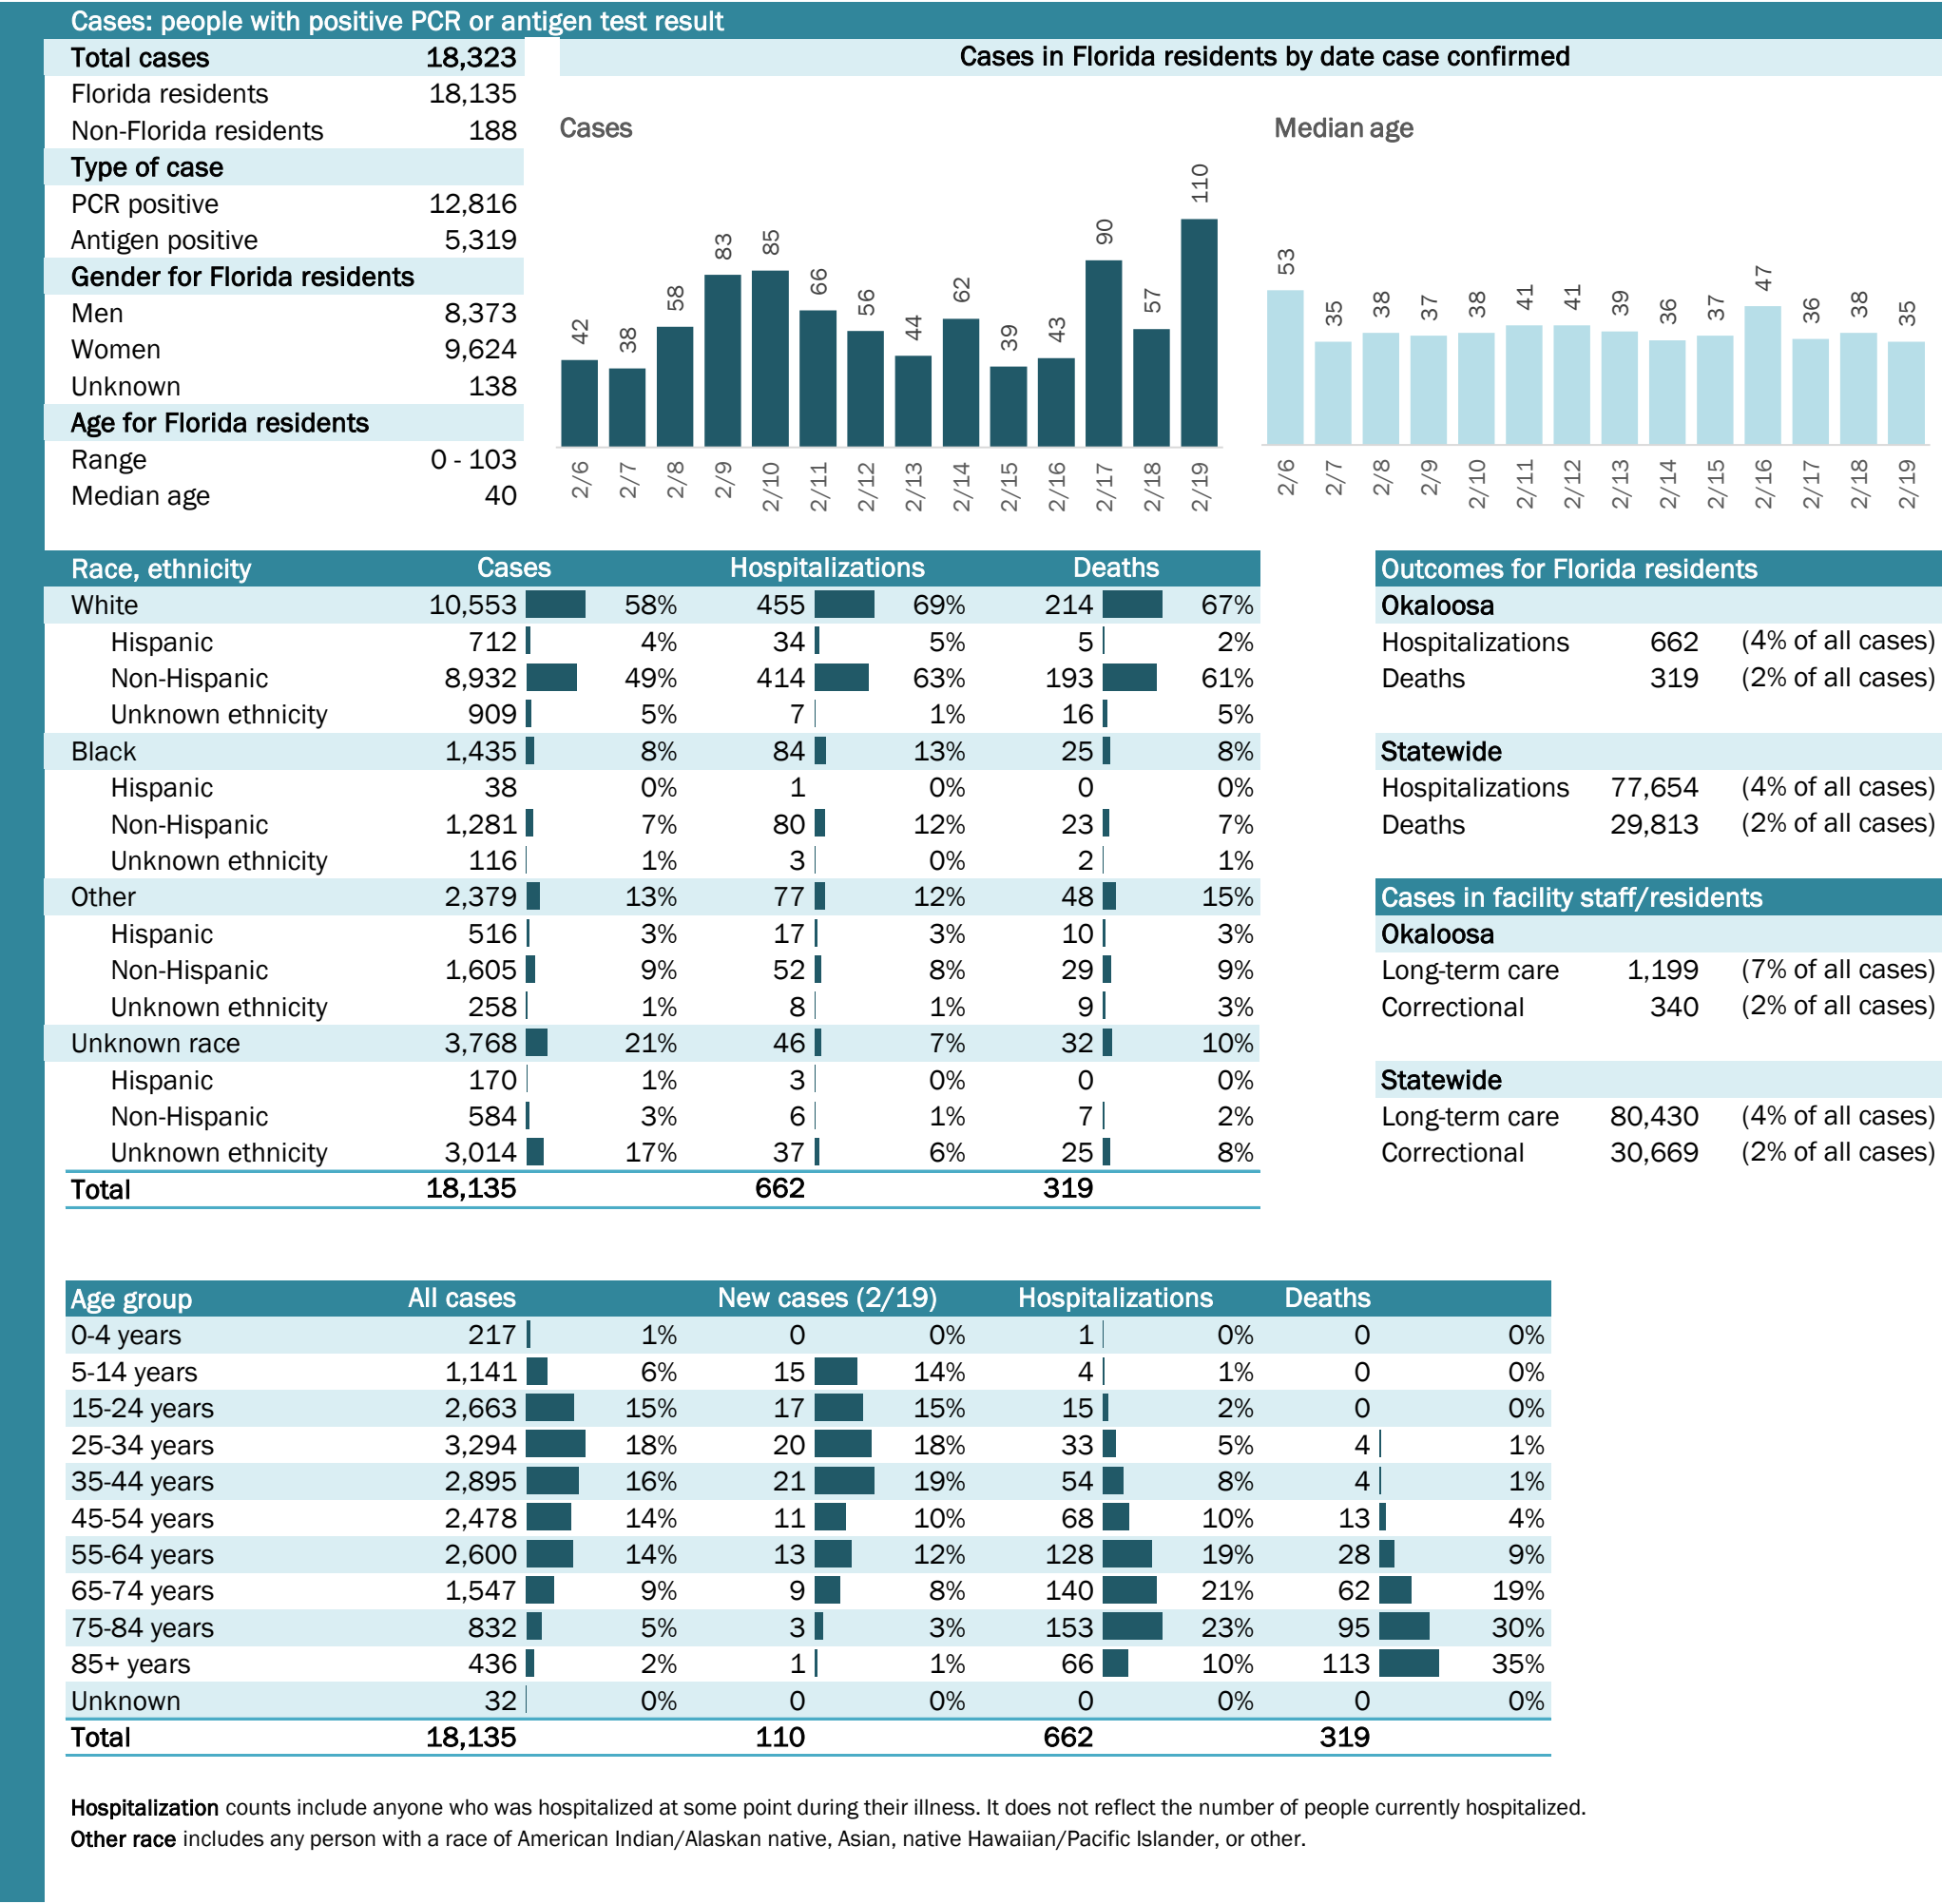 Cases: people with positive PCR or antigen test result
Total cases 18,323
Florida residents 18,135
Non-Florida residents 188
Type of case
PCR positive 12,816
Antigen positive 5,319
Gender for Florida residents
Men 8,373
Women 9,624
Unknown 138
Age for Florida residents
Range 0 - 103
Median age 40
Cases in Florida residents by date case confirmed
Cases
42 38 58 83 85 66 56 44 62 39 43 90 57 110
2/6 2/7 2/8 2/9 2/10 2/11 2/12 2/13 2/14 2/15 2/16 2/17 2/18 2/19
Median age
53 35 38 37 38 41 41 39 36 37 47 36 38 35
2/6 2/7 2/8 2/9 2/10 2/11 2/12 2/13 2/14 2/15 2/16 2/17 2/18 2/19
Race, ethnicity Cases Hospitalizations Deaths
White 10,553 58% 455 69% 214 67%
Hispanic 712 4% 34 5% 5 2%
Non-Hispanic 8,932 49% 414 63% 193 61%
Unknown ethnicity 909 5% 7 1% 16 5%
Black 1,435 8% 84 13% 25 8%
Hispanic 38 0% 1 0% 0 0%
Non-Hispanic 1,281 7% 80 12% 23 7%
Unknown ethnicity 116 1% 3 0% 2 1%
Other 2,379 13% 77 12% 48 15%
Hispanic 516 3% 17 3% 10 3%
Non-Hispanic 1,605 9% 52 8% 29 9%
Unknown ethnicity 258 1% 8 1% 9 3%
Unknown race 3,768 21% 46 7% 32 10%
Hispanic 170 1% 3 0% 0 0%
Non-Hispanic 584 3% 6 1% 7 2%
Unknown ethnicity 3,014 17% 37 6% 25 8%
Total 18,135 662 319
Outcomes for Florida residents
Okaloosa
Hospitalizations 662 (4% of all cases)
Deaths 319 (2% of all cases)
Statewide
Hospitalizations 77,654 (4% of all cases)
Deaths 29,813 (2% of all cases)
Cases in facility staff/residents
Okaloosa
Long-term care 1,199 (7% of all cases)
Correctional 340 (2% of all cases)
Statewide
Long-term care 80,430 (4% of all cases)
Correctional 30,669 (2% of all cases)
Age group All cases New cases (2/19) Hospitalizations Deaths
0-4 years 217 1% 0 0% 1 0% 0 0%
5-14 years 1,141 6% 15 14% 4 1% 0 0%
15-24 years 2,663 15% 17 15% 15 2% 0 0%
25-34 years 3,294 18% 20 18% 33 5% 4 1%
35-44 years 2,895 16% 21 19% 54 8% 4 1%
45-54 years 2,478 14% 11 10% 68 10% 13 4%
55-64 years 2,600 14% 13 12% 128 19% 28 9%
65-74 years 1,547 9% 9 8% 140 21% 62 19%
75-84 years 832 5% 3 3% 153 23% 95 30%
85+ years 436 2% 1 1% 66 10% 113 35%
Unknown 32 0% 0 0% 0 0% 0 0%
Total 18,135 110 662 319
Hospitalization counts include anyone who was hospitalized at some point during their illness. It does not reflect the number of people currently hospitalized.
Other race includes any person with a race of American Indian/Alaskan native, Asian, native Hawaiian/Pacific Islander, or other.